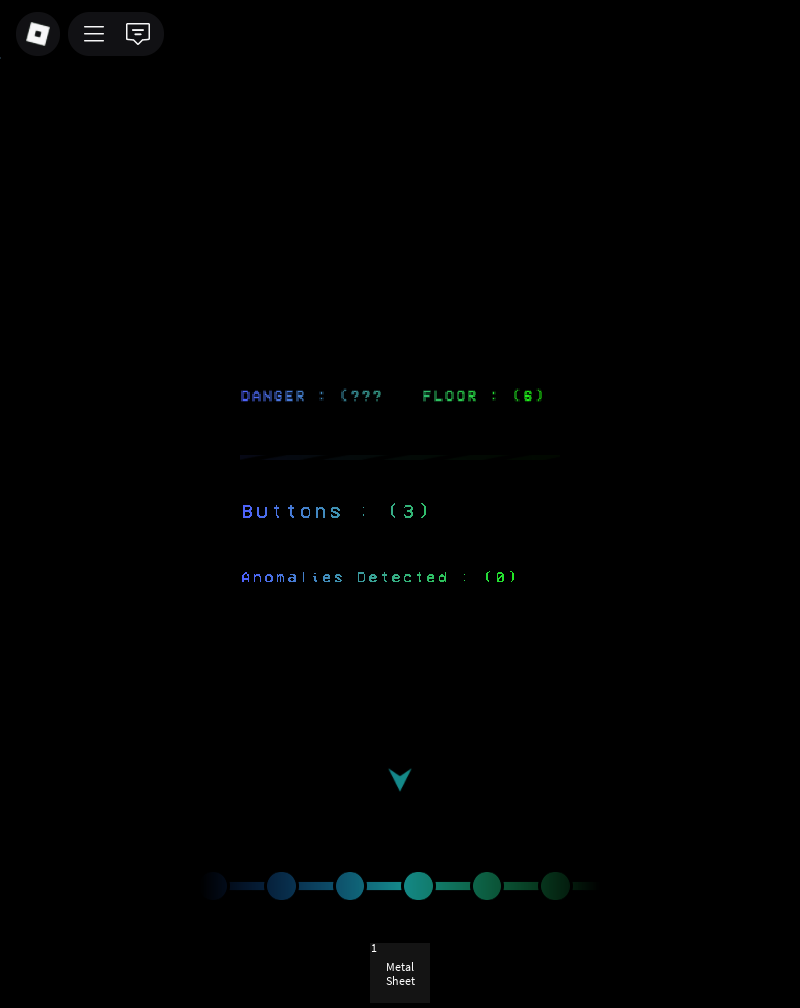 DANGER : (??? FLOOR : (6)
Buttons : (3)
Anomalies Detected : (0)
1
Metal
Sheet